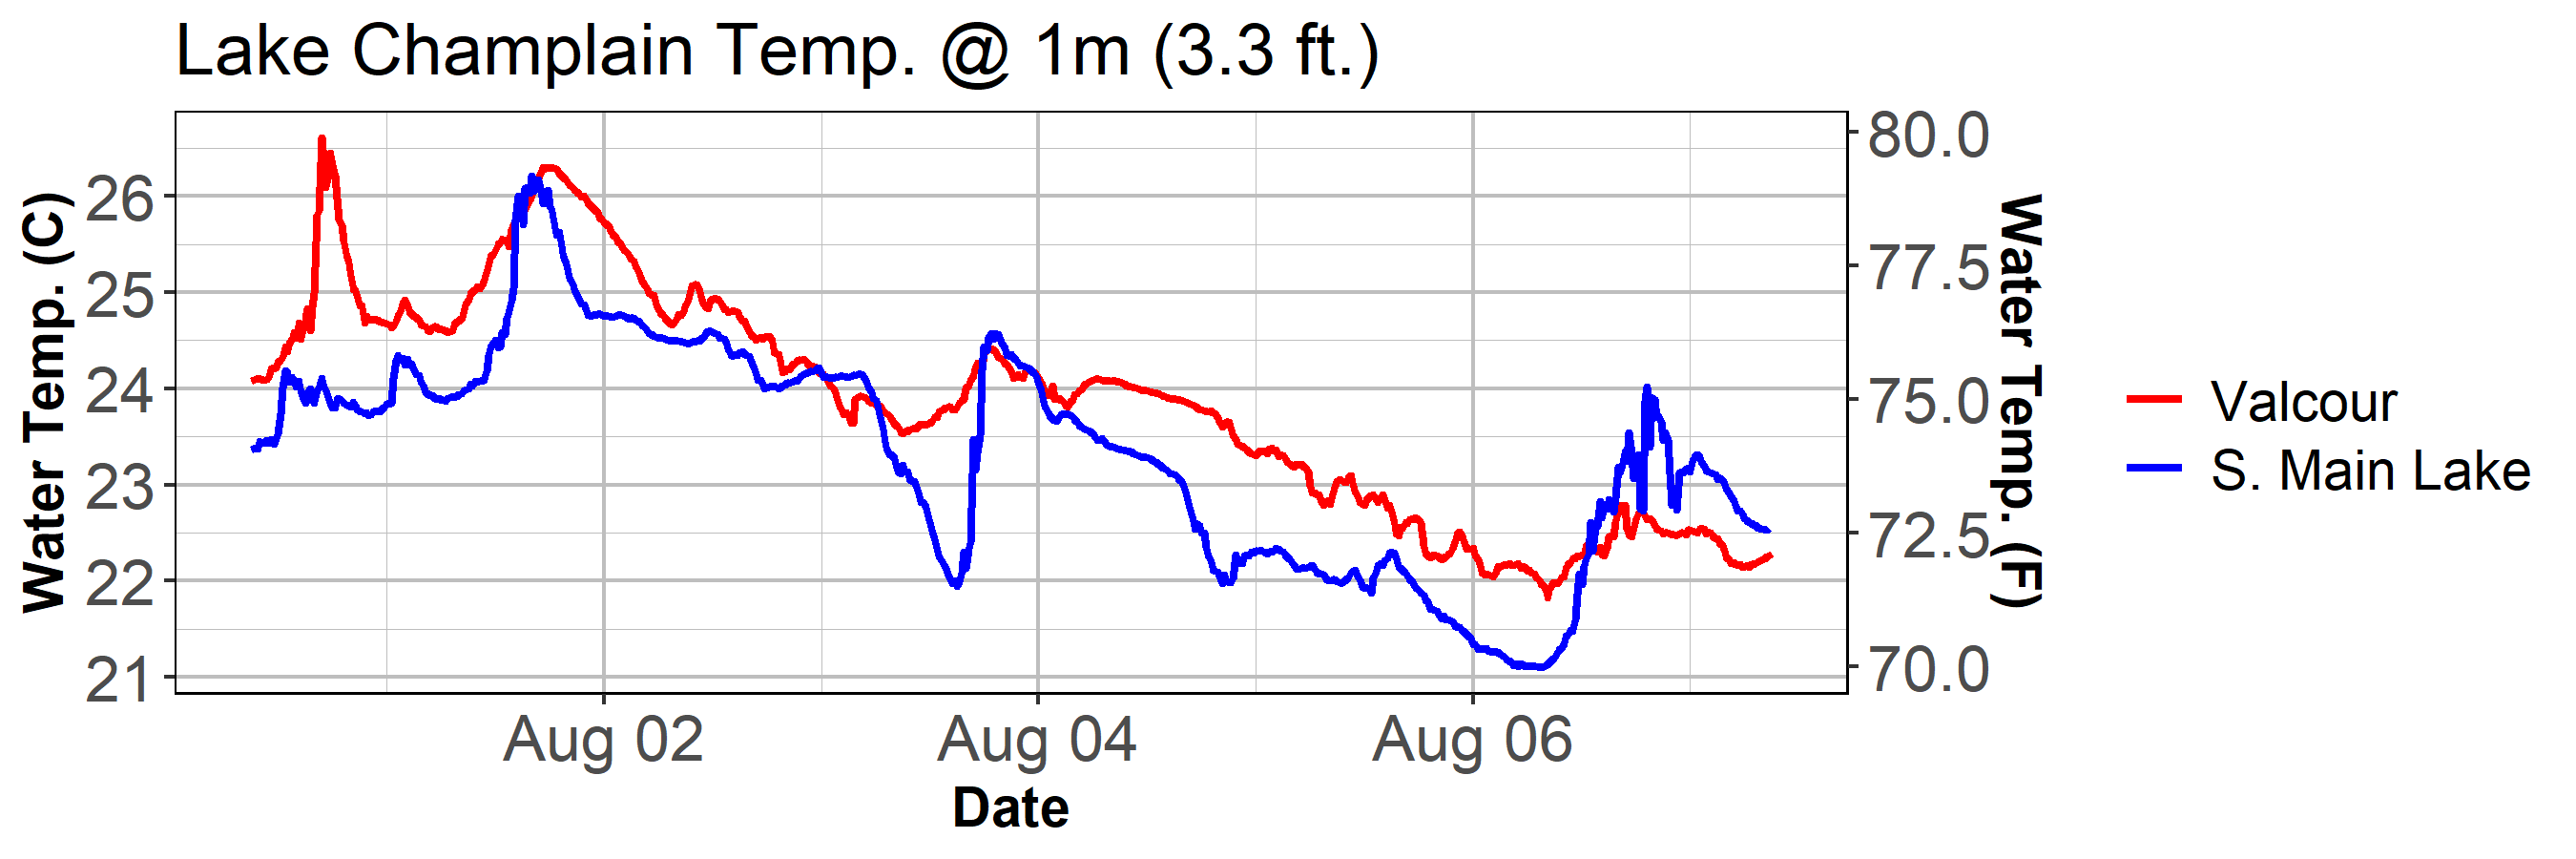 Lake Champlain Temp. @ 1m (3.3 ft.)
Water Temp. (C)
26
25
24
23
22
21
80.0
77.5
75.0
72.5
70.0
Water Temp. (F)
Aug 02
Aug 04
Aug 06
Date
Valcour
S. Main Lake